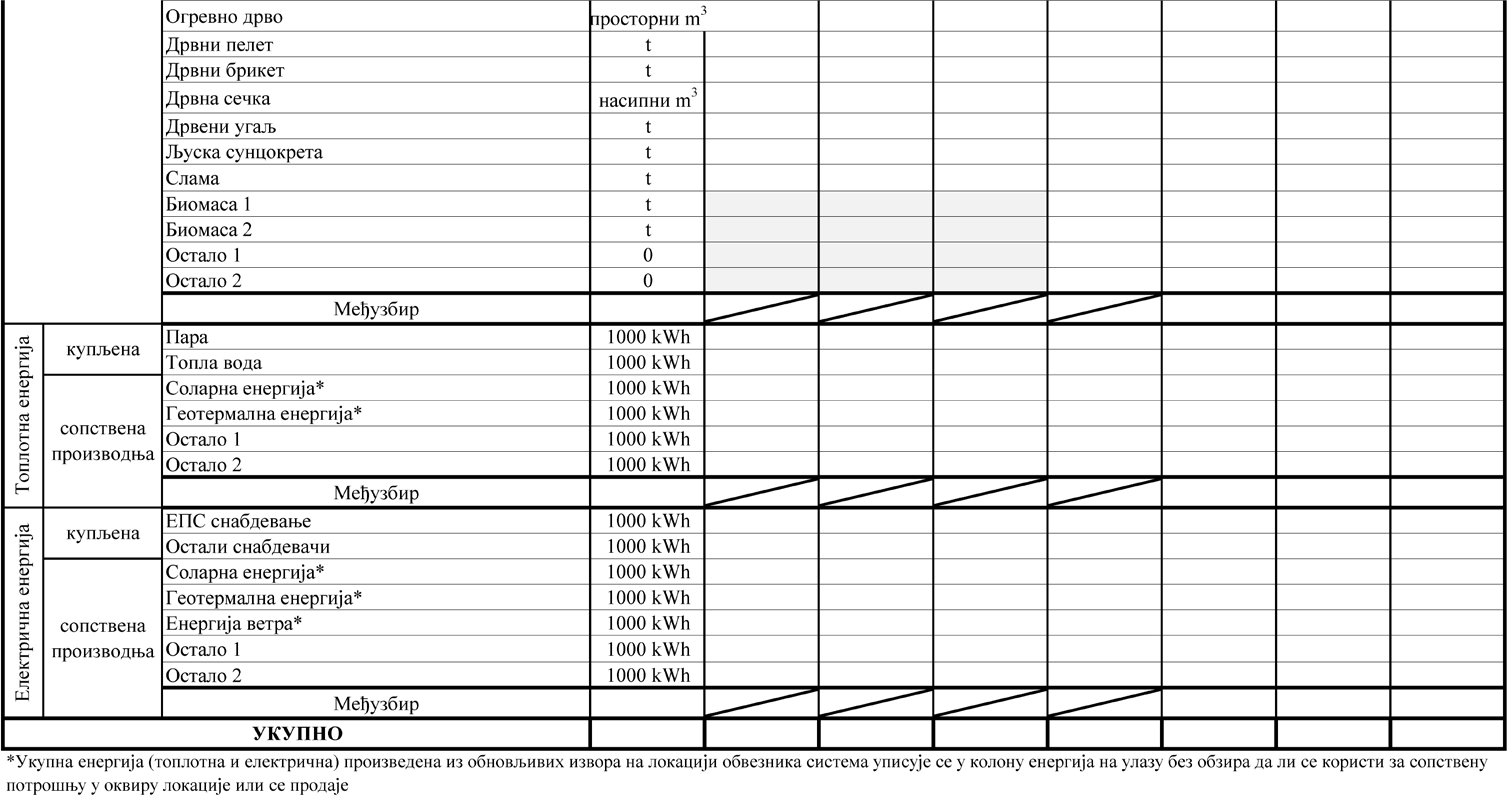 Огревно дрво просторни m³
Дрвни пелет t
Дрвни брикет t
Дрвна сечка насипни m³
Дрвени угаљ t
Љуска сунцокрета t
Слама t
Биомаса 1 t
Биомаса 2 t
Остало 1 0
Остало 2 0
Међузбир
Топлотна енергија
купљена
Пара 1000 kWh
Топла вода 1000 kWh
сопствена
производња
Соларна енергија* 1000 kWh
Геотермална енергија* 1000 kWh
Остало 1 1000 kWh
Остало 2 1000 kWh
Међузбир
Електрична енергија
купљена
ЕПС снабдевање 1000 kWh
Остали снабдевачи 1000 kWh
сопствена
производња
Соларна енергија* 1000 kWh
Геотермална енергија* 1000 kWh
Енергија ветра* 1000 kWh
Остало 1 1000 kWh
Остало 2 1000 kWh
Међузбир
УКУПНО
*Укупна енергија (топлотна и електрична) произведена из обновљивих извора на локацији обвезника система уписује се у колону енергија на улазу без обзира да ли се користи за сопствену
потрошњу у оквиру локације или се продаје